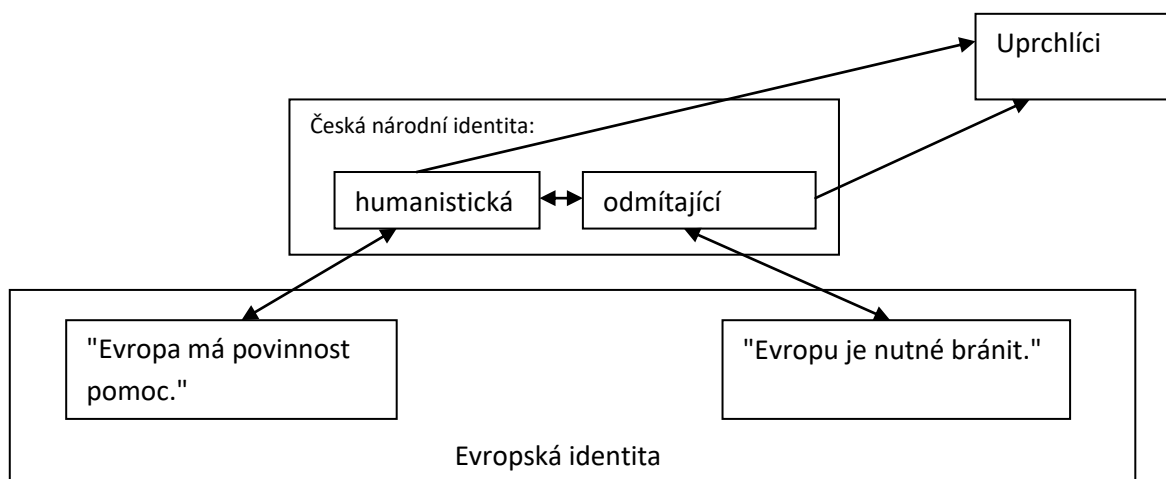 Uprchlíci
Česká národní identita:
humanistická
odmítající
"Evropa má povinnost
pomoc."
"Evropu je nutné bránit."
Evropská identita